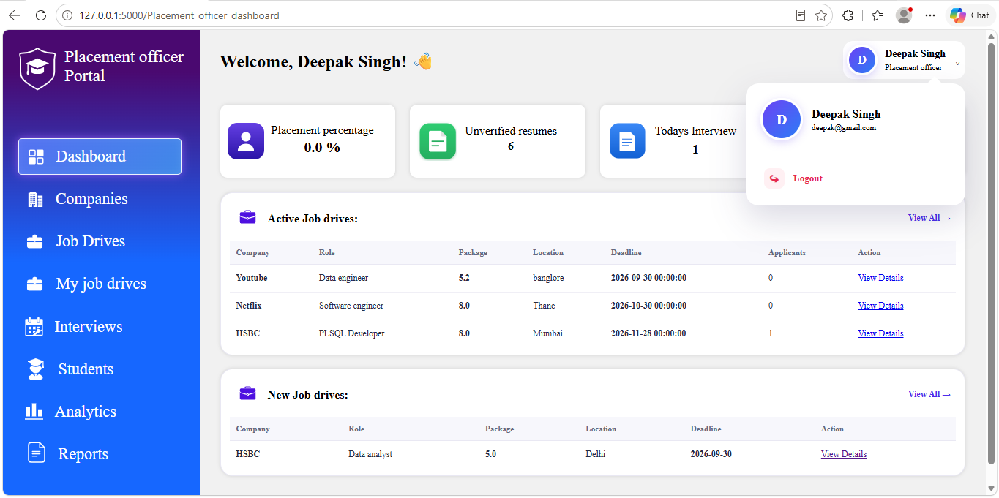 127.0.0.1:5000/Placement_officer_dashboard
Chat
Placement officer
Portal
Dashboard
Companies
Job Drives
My job drives
Interviews
Students
Analytics
Reports
Welcome, Deepak Singh! 👋
D
Deepak Singh
Placement officer
D
Deepak Singh
deepak@gmail.com
Logout
Placement percentage
0.0 %
Unverified resumes
6
Todays Interview
1
Active Job drives:
View All →
Company Role Package Location Deadline Applicants Action
Youtube Data engineer 5.2 banglore 2026-09-30 00:00:00 0 View Details
Netflix Software engineer 8.0 Thane 2026-10-30 00:00:00 0 View Details
HSBC PLSQL Developer 8.0 Mumbai 2026-11-28 00:00:00 1 View Details
New Job drives:
View All →
Company Role Package Location Deadline Action
HSBC Data analyst 5.0 Delhi 2026-09-30 View Details